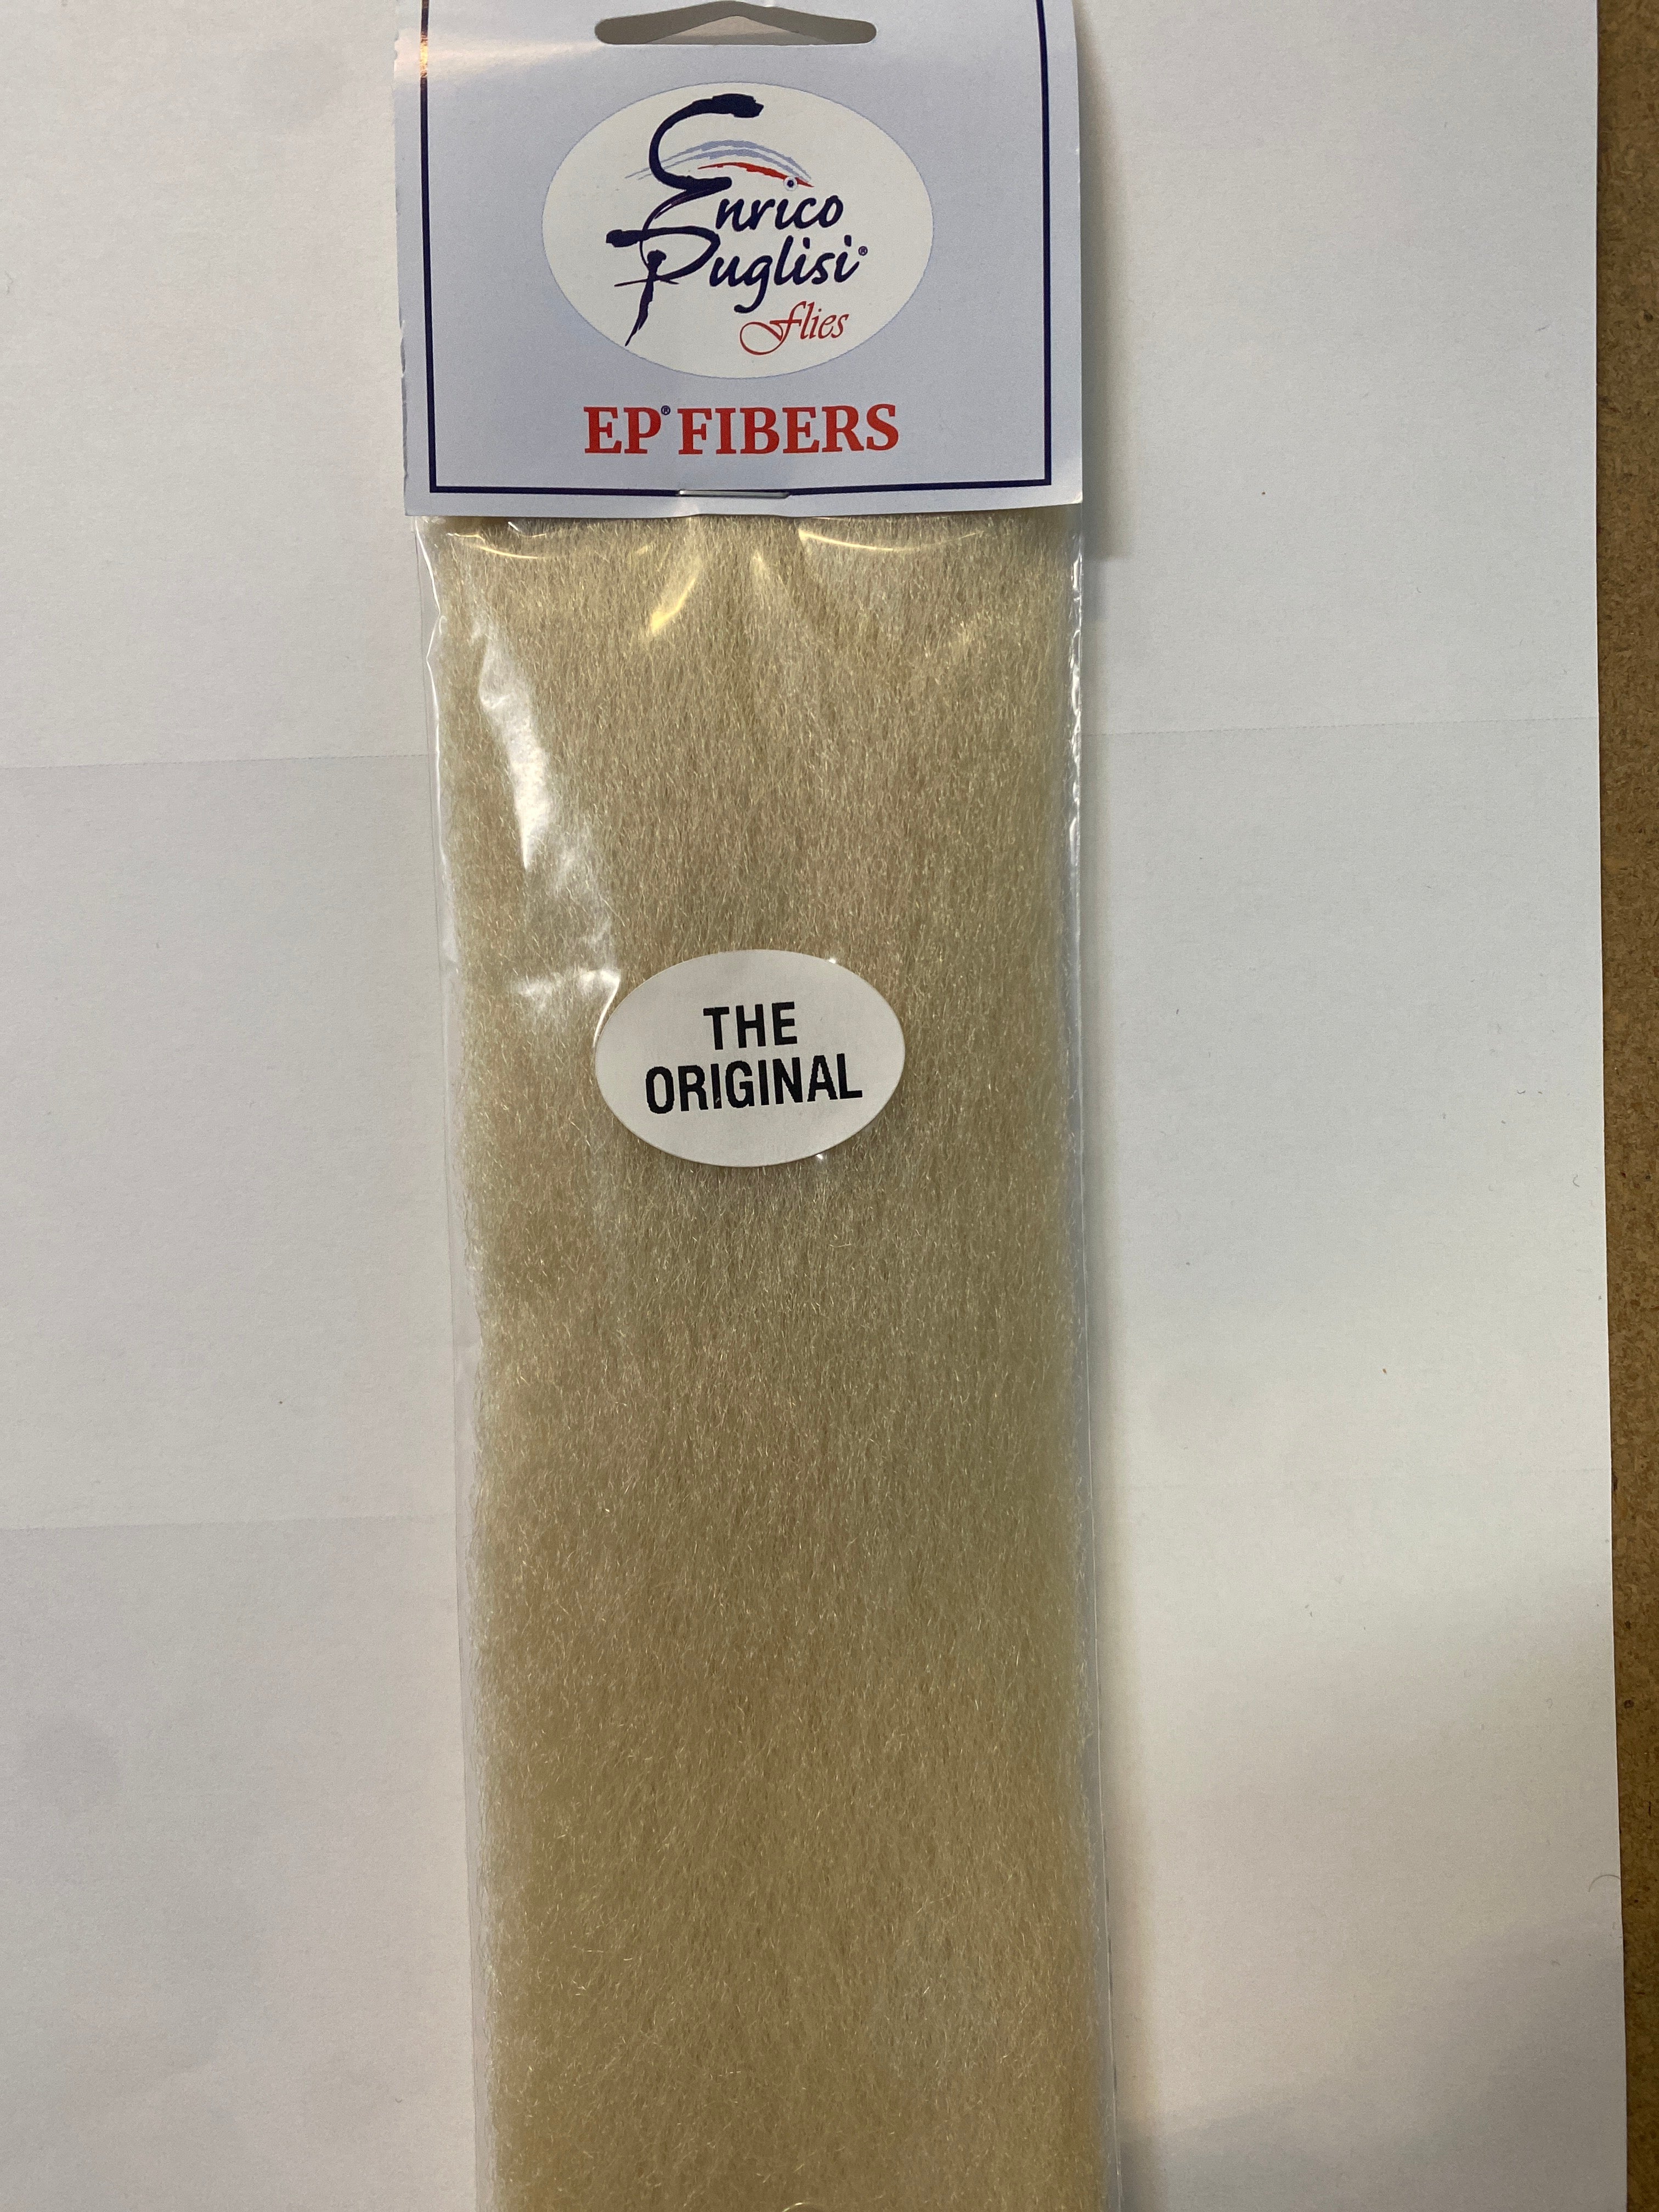 Enrico
Puglisi®
flies
EP® FIBERS
THE
ORIGINAL